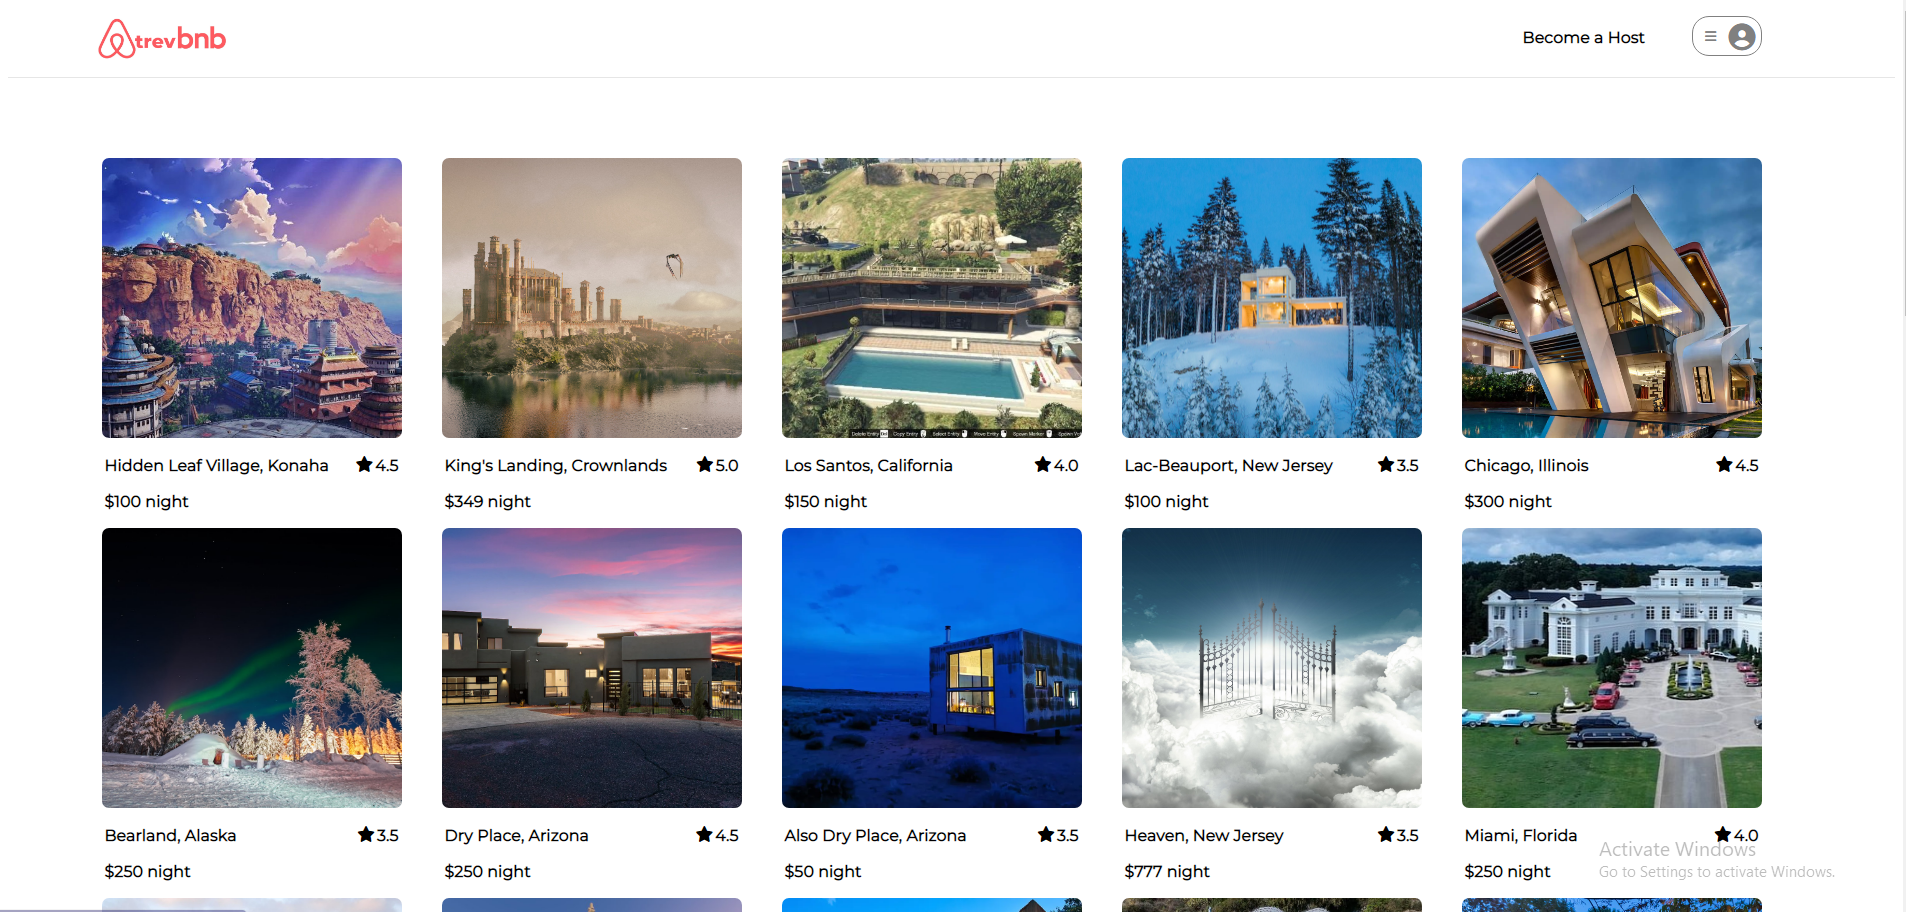 trevbnb
Become a Host
Hidden Leaf Village, Konaha 4.5
$100 night
King's Landing, Crownlands 5.0
$349 night
Los Santos, California 4.0
$150 night
Lac-Beauport, New Jersey 3.5
$100 night
Chicago, Illinois 4.5
$300 night
Bearland, Alaska 3.5
$250 night
Dry Place, Arizona 4.5
$250 night
Also Dry Place, Arizona 3.5
$50 night
Heaven, New Jersey 3.5
$777 night
Miami, Florida 4.0
$250 night
Activate Windows
Go to Settings to activate Windows.